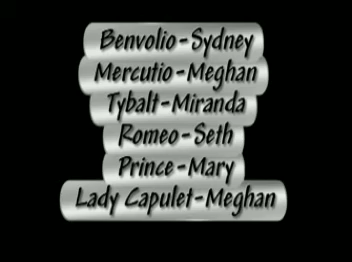 Benvolio-Sydney
Mercutio-Meghan
Tybalt-Miranda
Romeo-Seth
Prince-Mary
Lady Capulet-Meghan